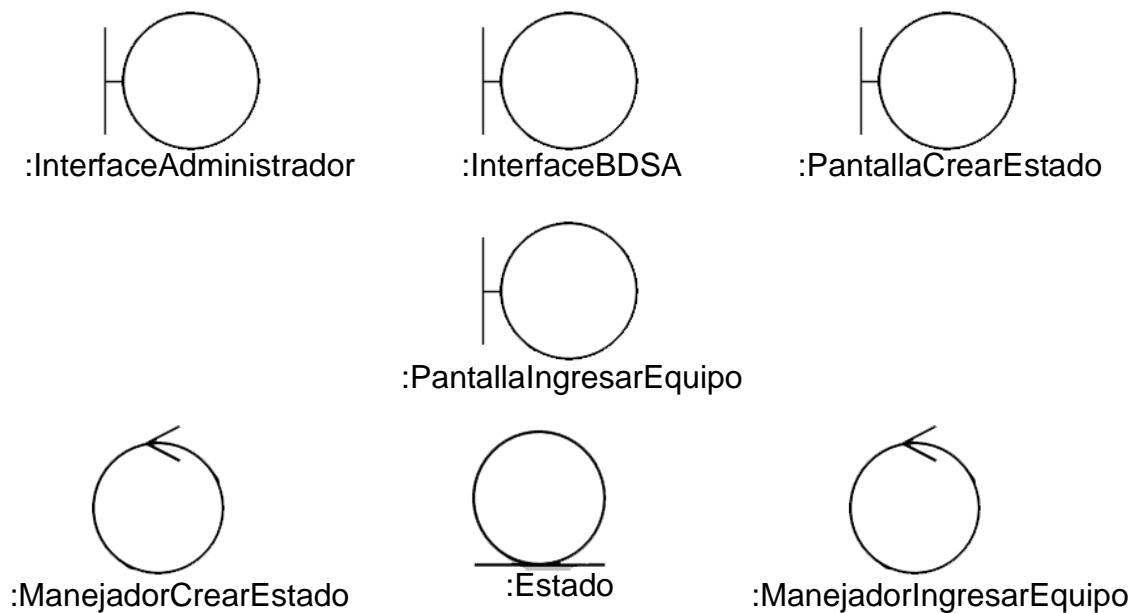 :InterfaceAdministrador
:InterfaceBDSA
:PantallaCrearEstado
:PantallaIngresarEquipo
:ManejadorCrearEstado
:Estado
:ManejadorIngresarEquipo